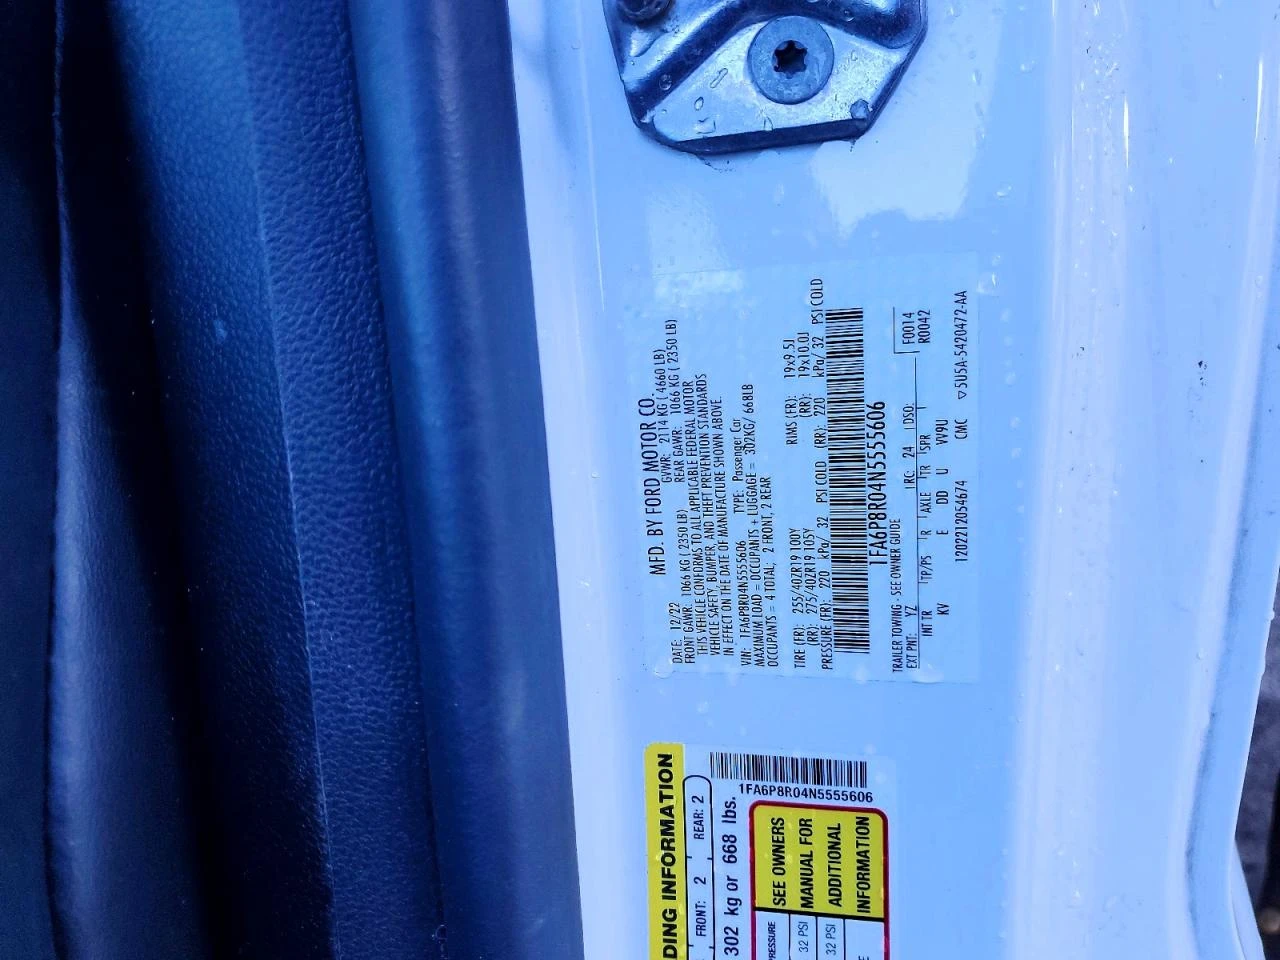 MFD. BY FORD MOTOR CO.
DATE: 12/22 GVWR: 2114 KG ( 4660 LB)
FRONT GAWR: 1066 KG ( 2350 LB) REAR GAWR: 1066 KG ( 2350 LB)
THIS VEHICLE CONFORMS TO ALL APPLICABLE FEDERAL MOTOR
VEHICLE SAFETY, BUMPER, AND THEFT PREVENTION STANDARDS
IN EFFECT ON THE DATE OF MANUFACTURE SHOWN ABOVE.
VIN: 1FA6P8R04N5555606 TYPE: Passenger Car
MAXIMUM LOAD = OCCUPANTS + LUGGAGE = 302KG/ 668LB
OCCUPANTS = 4 TOTAL; 2 FRONT, 2 REAR
TIRE (FR): 255/40ZR19 100Y RIMS (FR): 19x9.5J
(RR): 275/40ZR19 105Y (RR): 19x10.0J
PRESSURE (FR): 220 kPa/ 32 PSI COLD (RR): 220 kPa/ 32 PSI COLD
1FA6P8R04N5555606
TRAILER TOWING - SEE OWNER GUIDE
EXT PNT: YZ RC: 24 DSO: F0014
INT TR TP/PS R AXLE TR SPR R0042
KV E DD U VV9U
1202212054674 CMC ▽5U5A-5420472-AA
DING INFORMATION
FRONT: 2 REAR: 2
302 kg or 668 lbs.
1FA6P8R04N5555606
PRESSURE
32 PSI
32 PSI
SEE OWNERS
MANUAL FOR
ADDITIONAL
INFORMATION